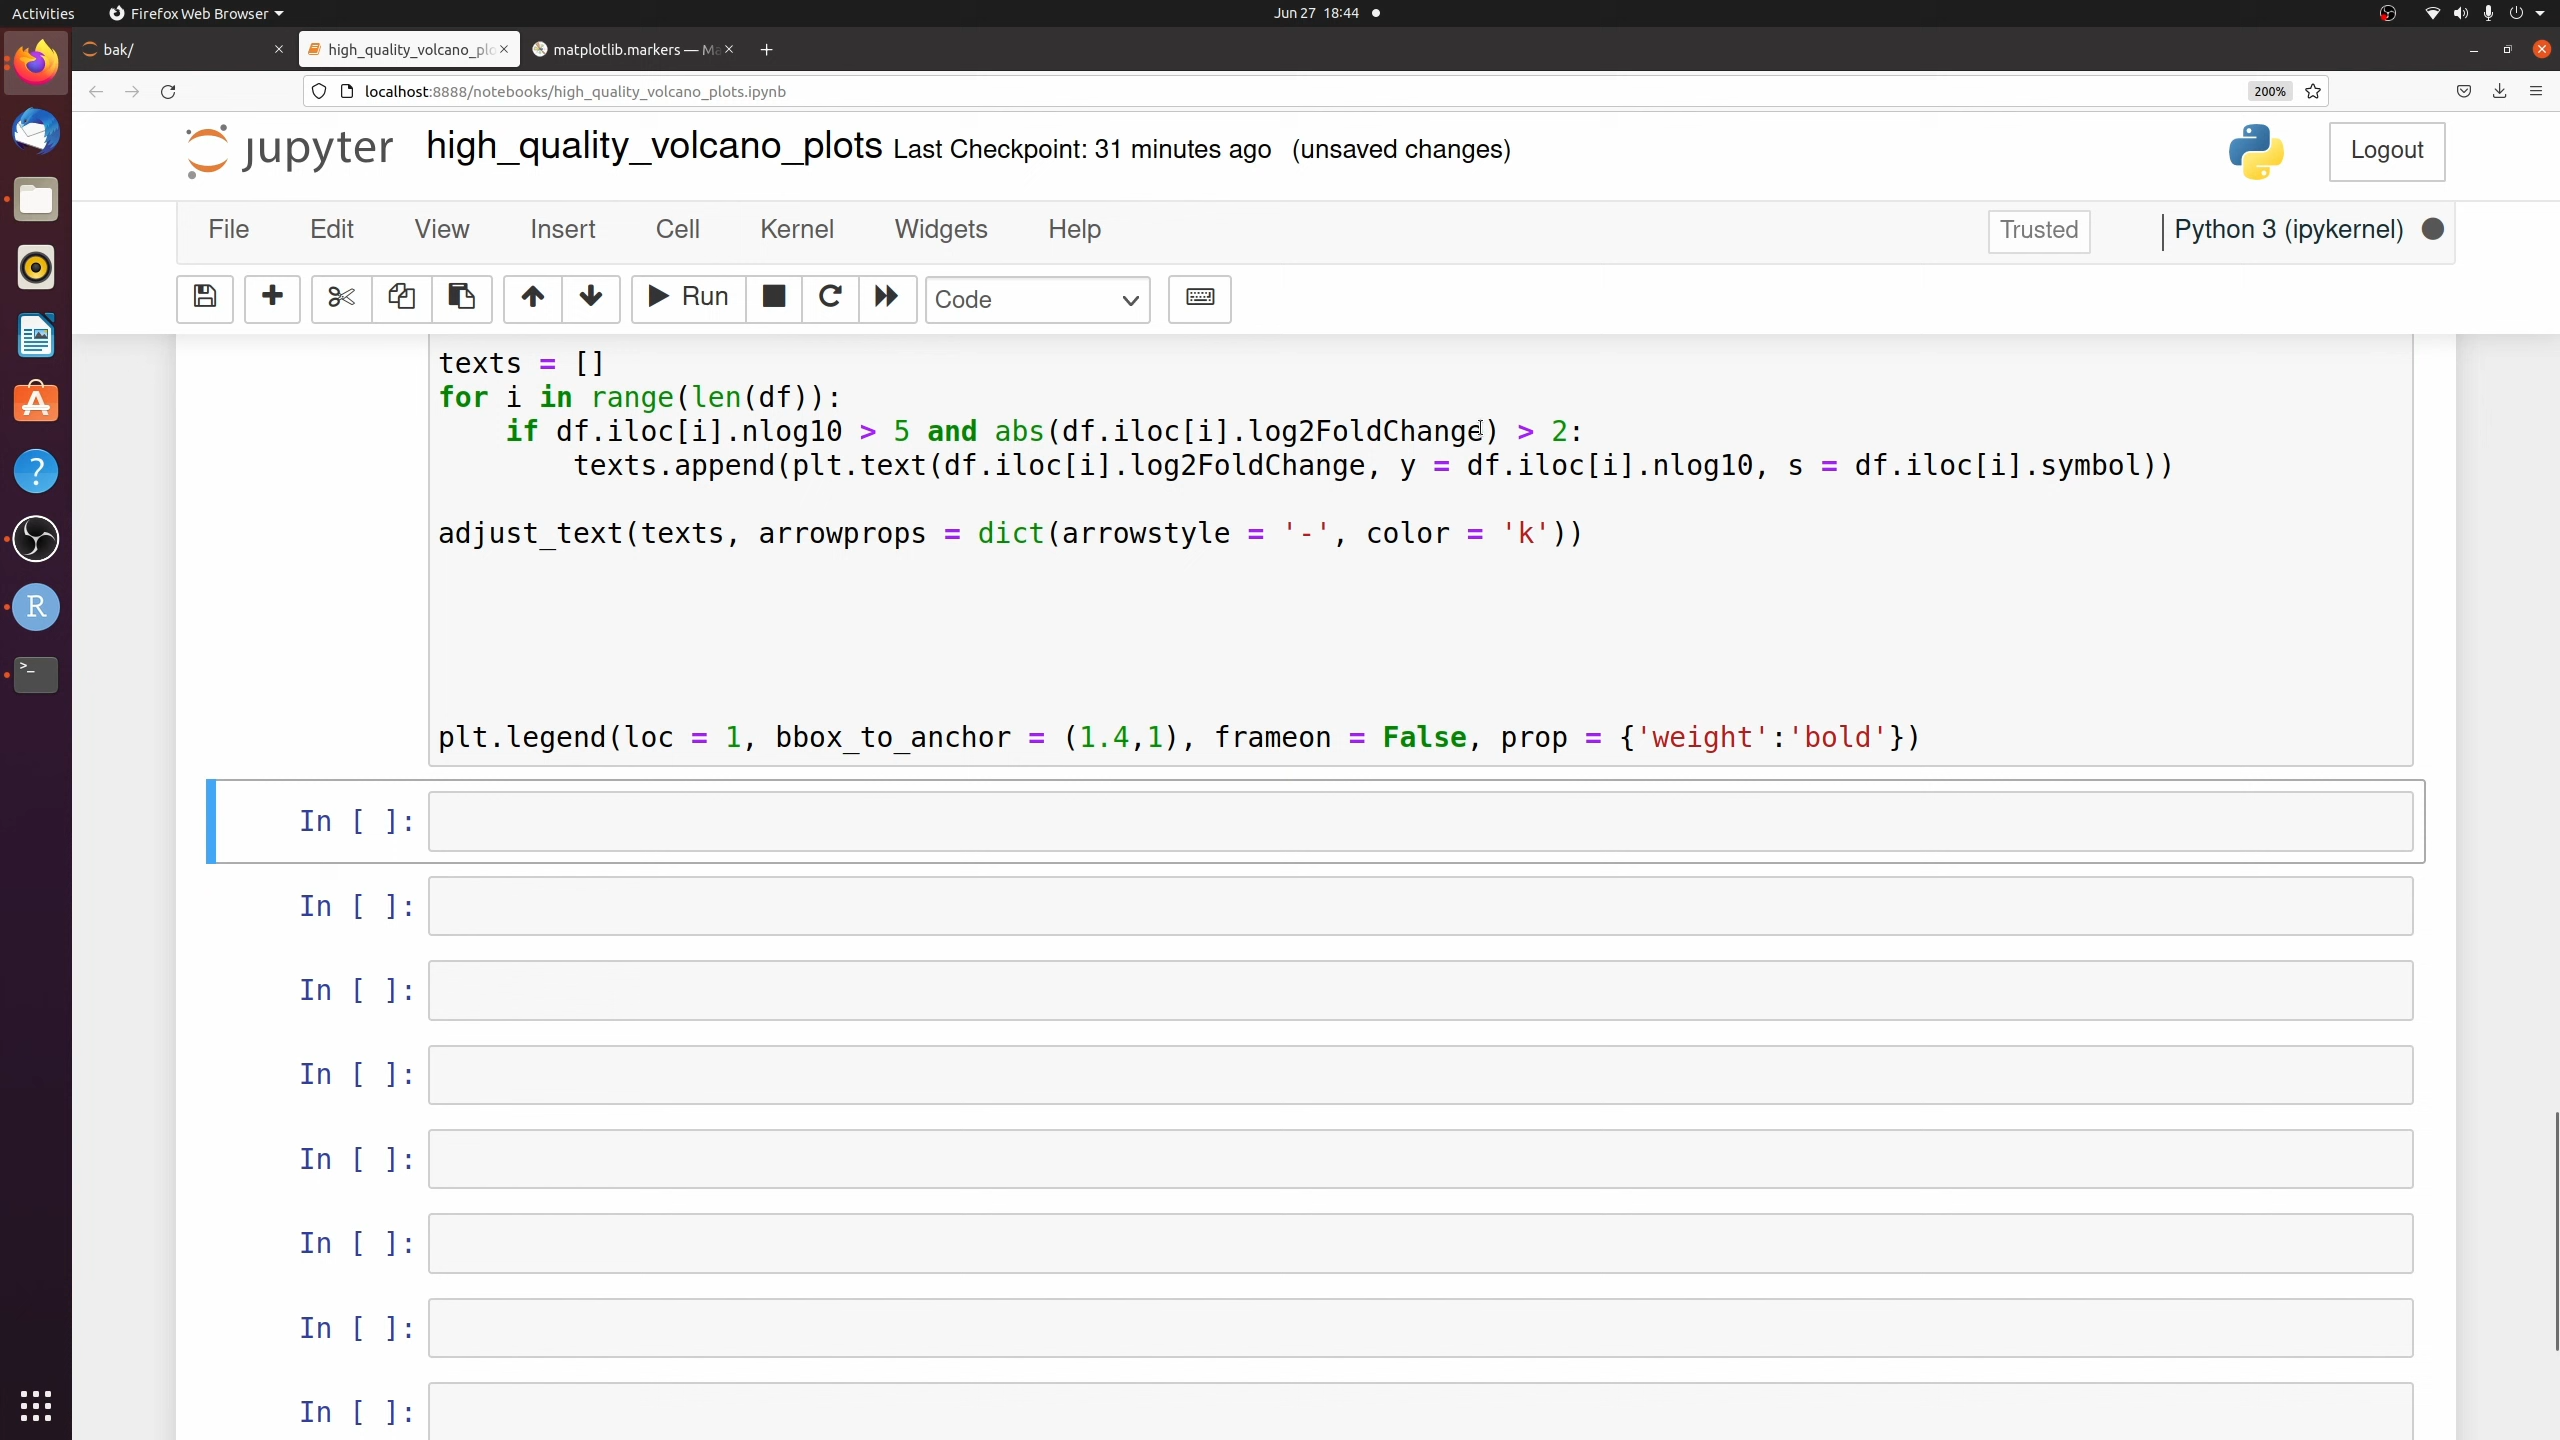 Activities Firefox Web Browser Jun 27 18:44
bak/ high_quality_volcano_plo matplotlib.markers — Ma
localhost:8888/notebooks/high_quality_volcano_plots.ipynb 200%
jupyter high_quality_volcano_plots Last Checkpoint: 31 minutes ago (unsaved changes) Logout
File Edit View Insert Cell Kernel Widgets Help Trusted Python 3 (ipykernel)
Run Code
texts = []
for i in range(len(df)):
    if df.iloc[i].nlog10 > 5 and abs(df.iloc[i].log2FoldChange) > 2:
        texts.append(plt.text(df.iloc[i].log2FoldChange, y = df.iloc[i].nlog10, s = df.iloc[i].symbol))
adjust_text(texts, arrowprops = dict(arrowstyle = '-', color = 'k'))
plt.legend(loc = 1, bbox_to_anchor = (1.4,1), frameon = False, prop = {'weight':'bold'})
In [ ]:
In [ ]:
In [ ]:
In [ ]:
In [ ]:
In [ ]:
In [ ]:
In [ ]: